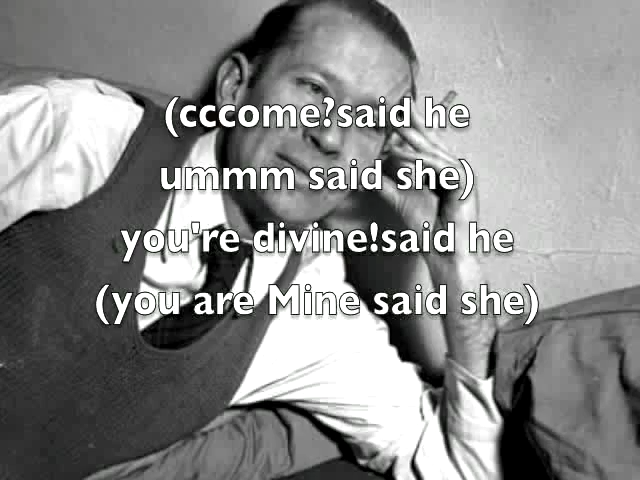 (cccome?said he
ummm said she)
you're divine!said he
(you are Mine said she)